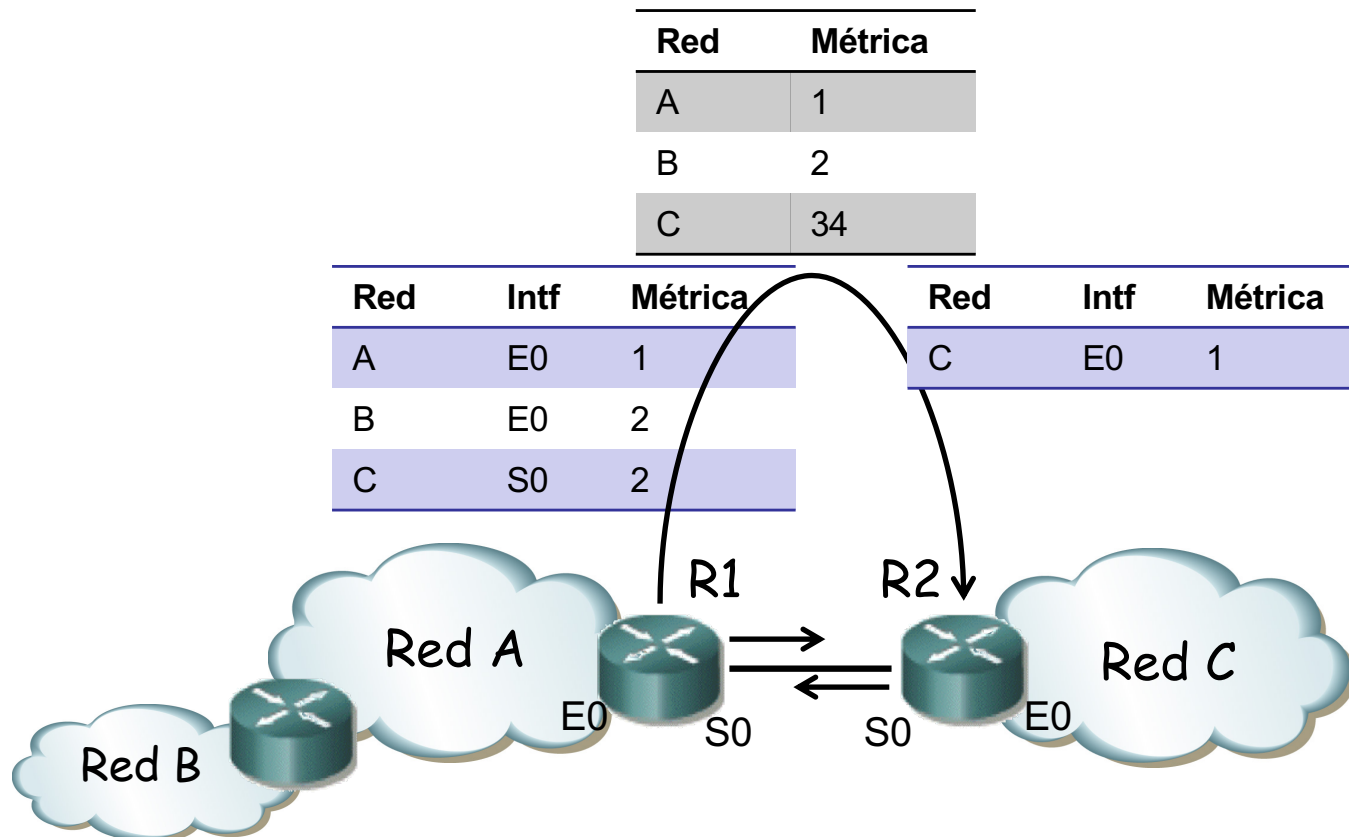 Red Métrica
A 1
B 2
C 34
Red Intf Métrica
A E0 1
B E0 2
C S0 2
Red Intf Métrica
C E0 1
R1
R2
Red A
Red C
E0
S0
S0
E0
Red B